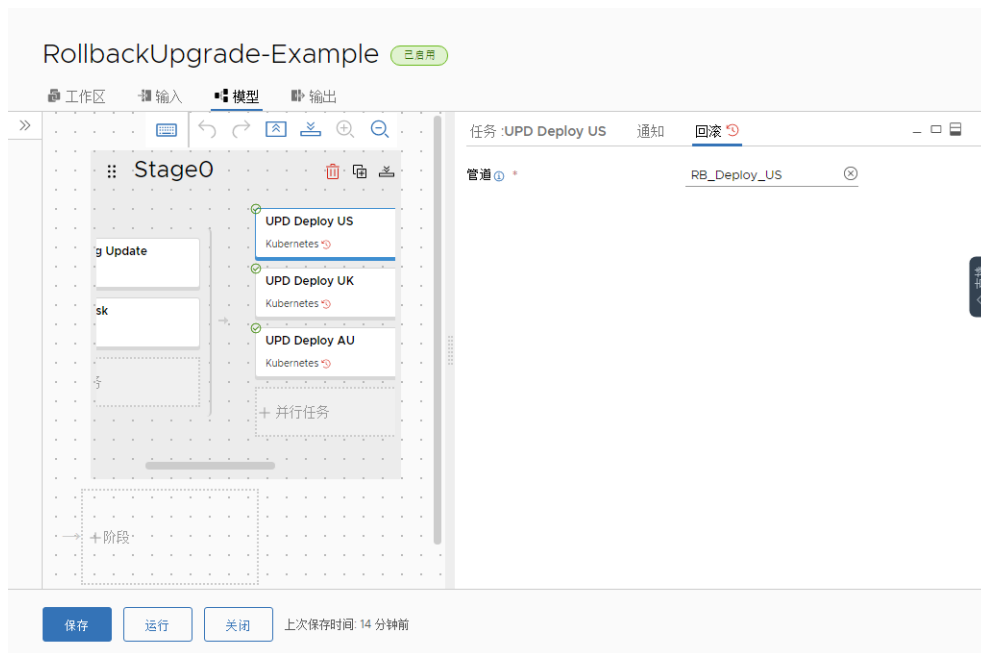 RollbackUpgrade-Example 已启用
工作区 输入 模型 输出
任务 :UPD Deploy US 通知 回滚
Stage0
管道 * RB_Deploy_US
g Update
sk
务
UPD Deploy US
Kubernetes
UPD Deploy UK
Kubernetes
UPD Deploy AU
Kubernetes
+ 并行任务
+阶段
保存 运行 关闭 上次保存时间: 14 分钟前